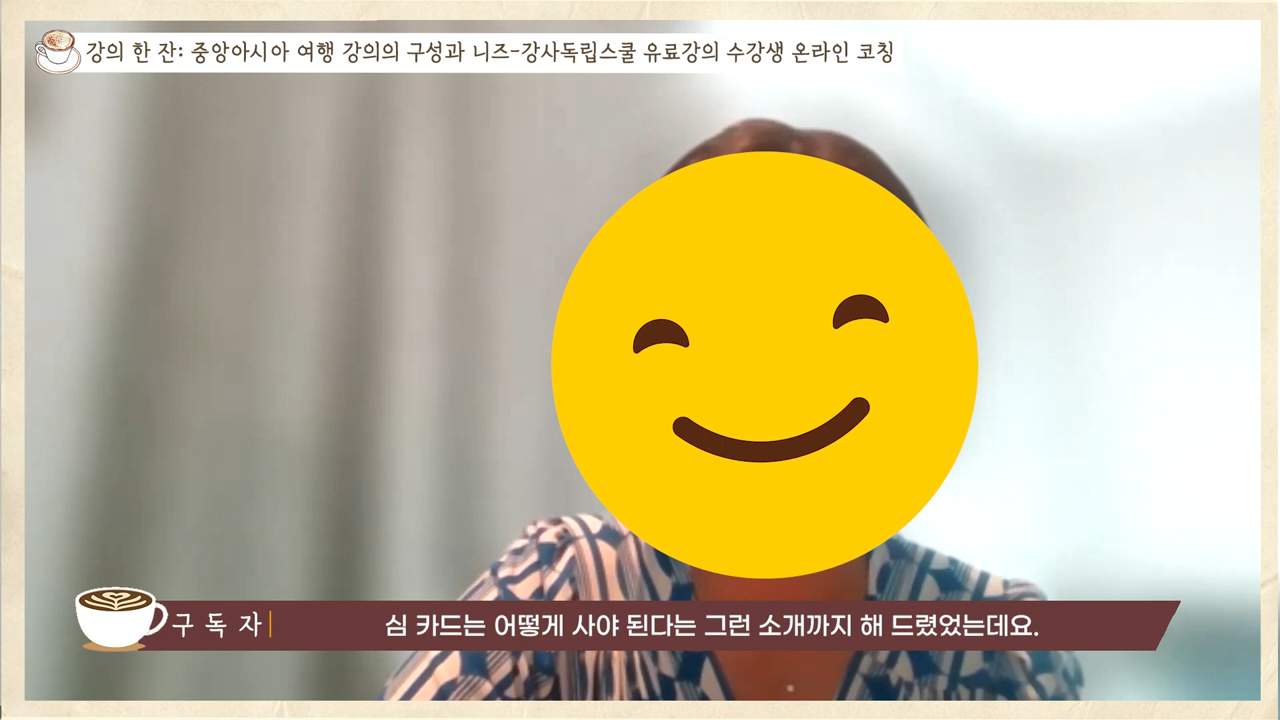 강의 한 잔: 중앙아시아 여행 강의의 구성과 니즈-강사독립스쿨 유료강의 수강생 온라인 코칭
구독자
심 카드는 어떻게 사야 된다는 그런 소개까지 해 드렸었는데요.